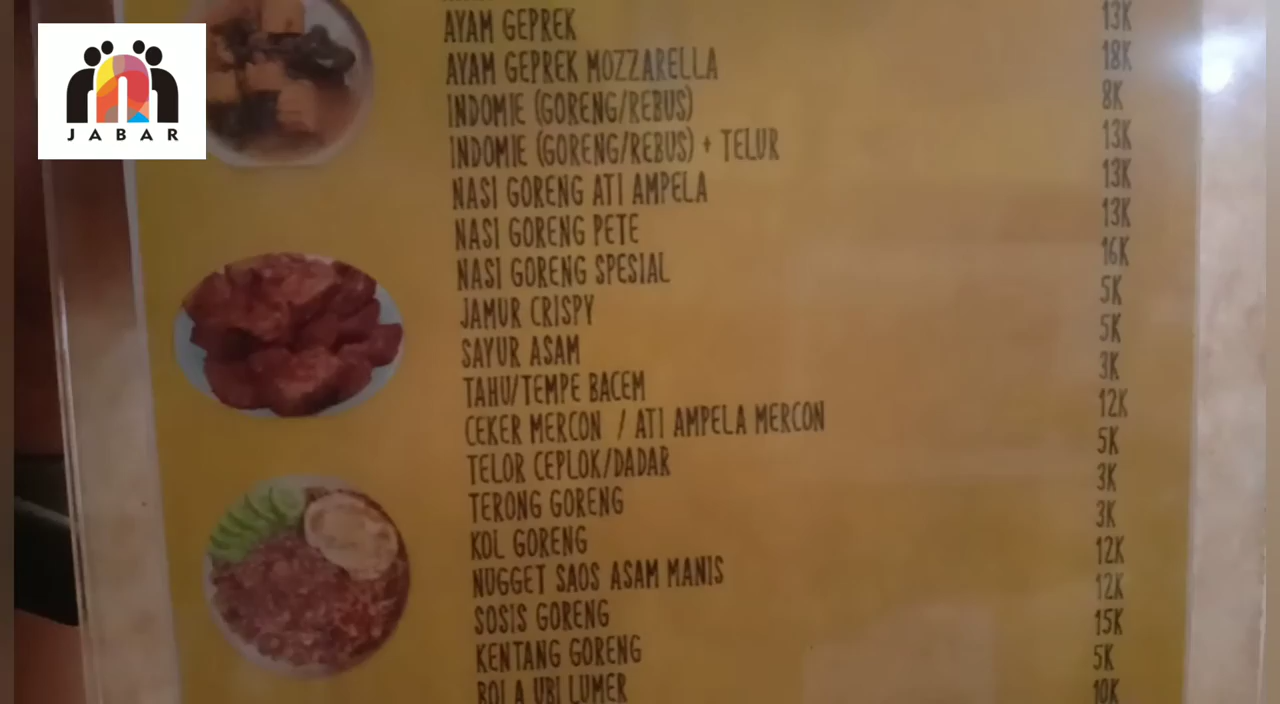 JABAR
AYAM GEPREK 13K
AYAM GEPREK MOZZARELLA 18K
INDOMIE (GORENG/REBUS) 8K
INDOMIE (GORENG/REBUS) + TELUR 13K
NASI GORENG ATI AMPELA 13K
NASI GORENG PETE 13K
NASI GORENG SPESIAL 16K
JAMUR CRISPY 5K
SAYUR ASAM 5K
TAHU/TEMPE BACEM 3K
CEKER MERCON / ATI AMPELA MERCON 12K
TELOR CEPLOK/DADAR 5K
TERONG GORENG 3K
KOL GORENG 3K
NUGGET SAOS ASAM MANIS 12K
SOSIS GORENG 12K
KENTANG GORENG 15K
BOLA UBI LUMER 5K
10K